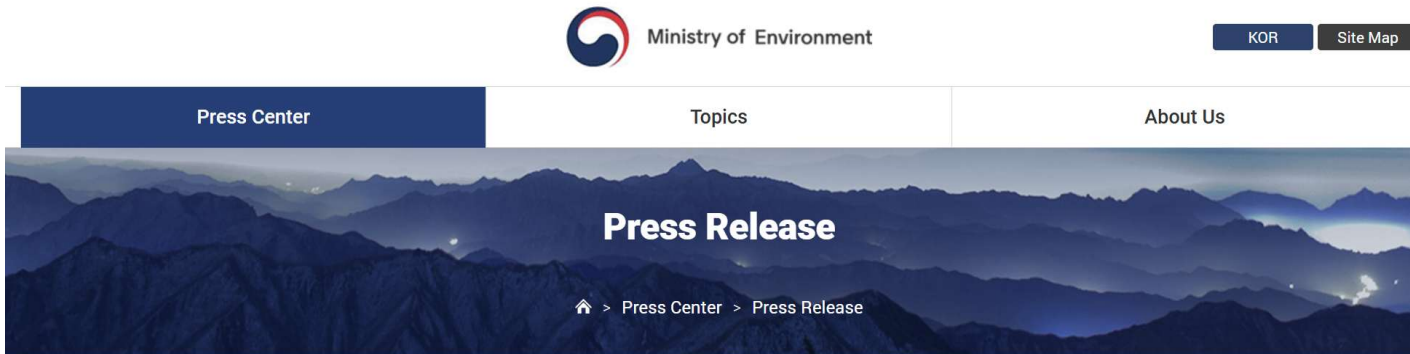 Ministry of Environment
KOR
Site Map
Press Center
Topics
About Us
Press Release
> Press Center > Press Release